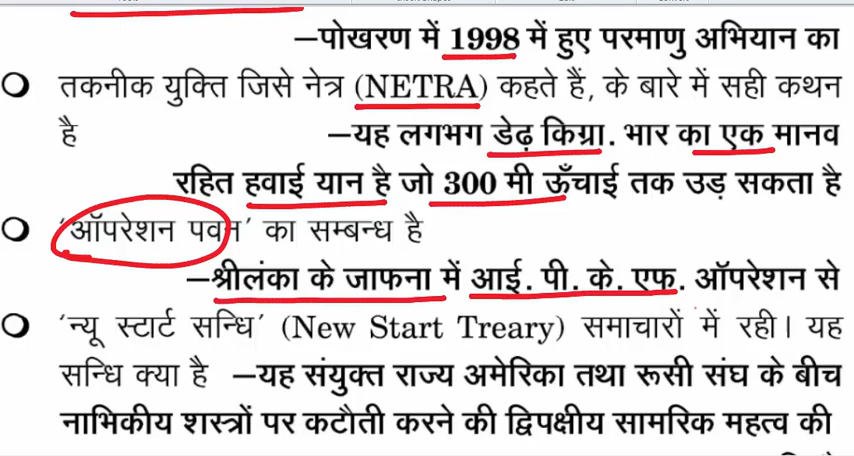 –पोखरण में 1998 में हुए परमाणु अभियान का
तकनीक युक्ति जिसे नेत्र (NETRA) कहते हैं, के बारे में सही कथन
है –यह लगभग डेढ़ किग्रा. भार का एक मानव
रहित हवाई यान है जो 300 मी ऊँचाई तक उड़ सकता है
‘ऑपरेशन पवन’ का सम्बन्ध है
–श्रीलंका के जाफना में आई. पी. के. एफ. ऑपरेशन से
‘न्यू स्टार्ट सन्धि’ (New Start Treary) समाचारों में रही। यह
सन्धि क्या है –यह संयुक्त राज्य अमेरिका तथा रूसी संघ के बीच
नाभिकीय शस्त्रों पर कटौती करने की द्विपक्षीय सामरिक महत्व की